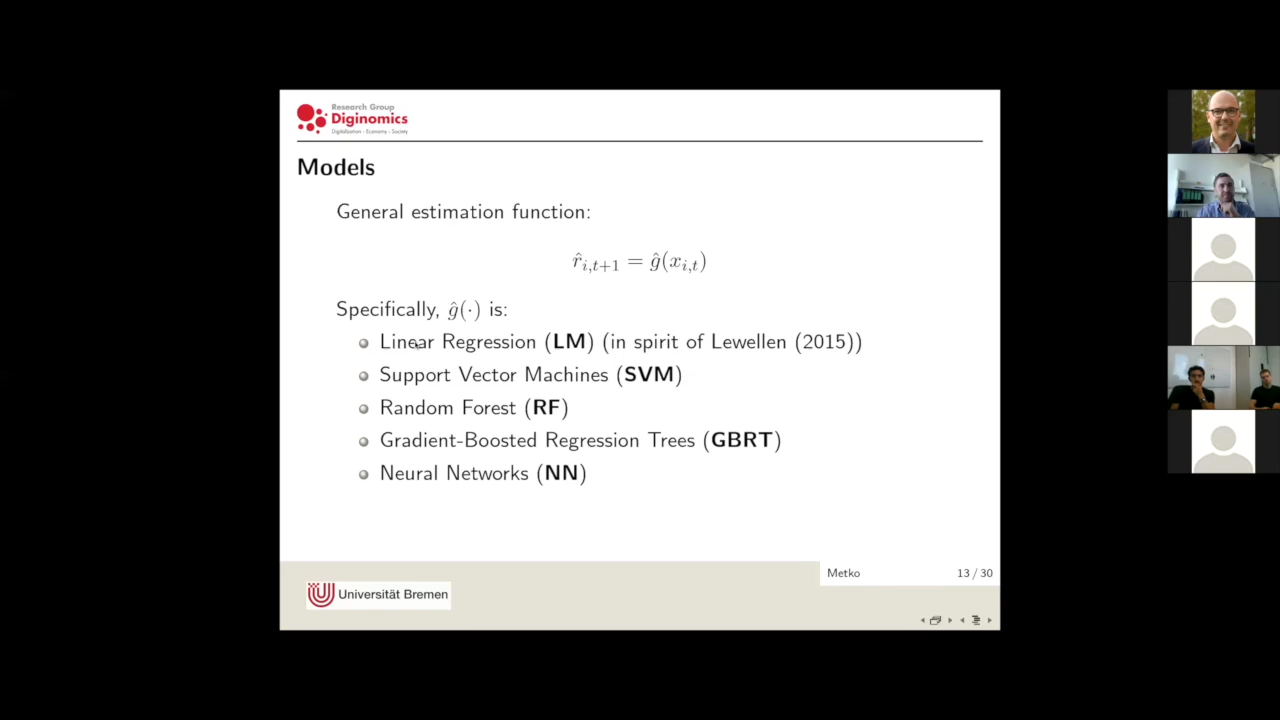 Research Group
Diginomics
Digitalization - Economy - Society
Models
General estimation function:
r̂_{i,t+1} = ĝ(x_{i,t})
Specifically, ĝ(·) is:
Linear Regression (LM) (in spirit of Lewellen (2015))
Support Vector Machines (SVM)
Random Forest (RF)
Gradient-Boosted Regression Trees (GBRT)
Neural Networks (NN)
Metko 13 / 30
Universität Bremen